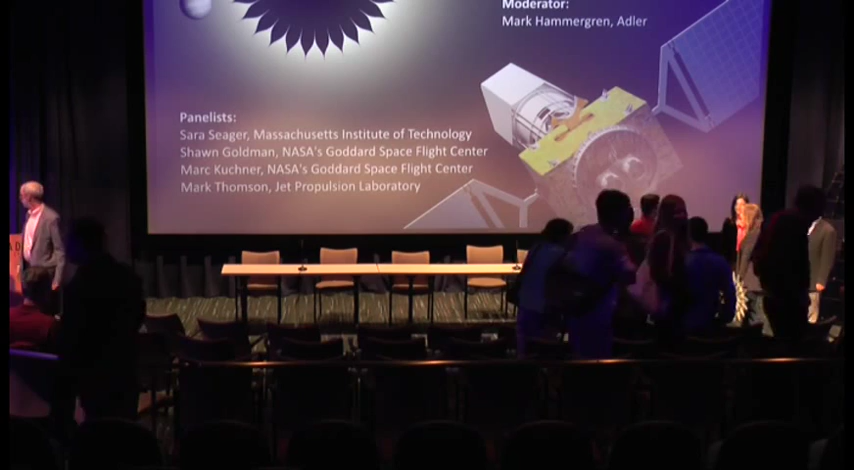 Moderator:
Mark Hammergren, Adler
Panelists:
Sara Seager, Massachusetts Institute of Technology
Shawn Goldman, NASA's Goddard Space Flight Center
Marc Kuchner, NASA's Goddard Space Flight Center
Mark Thomson, Jet Propulsion Laboratory